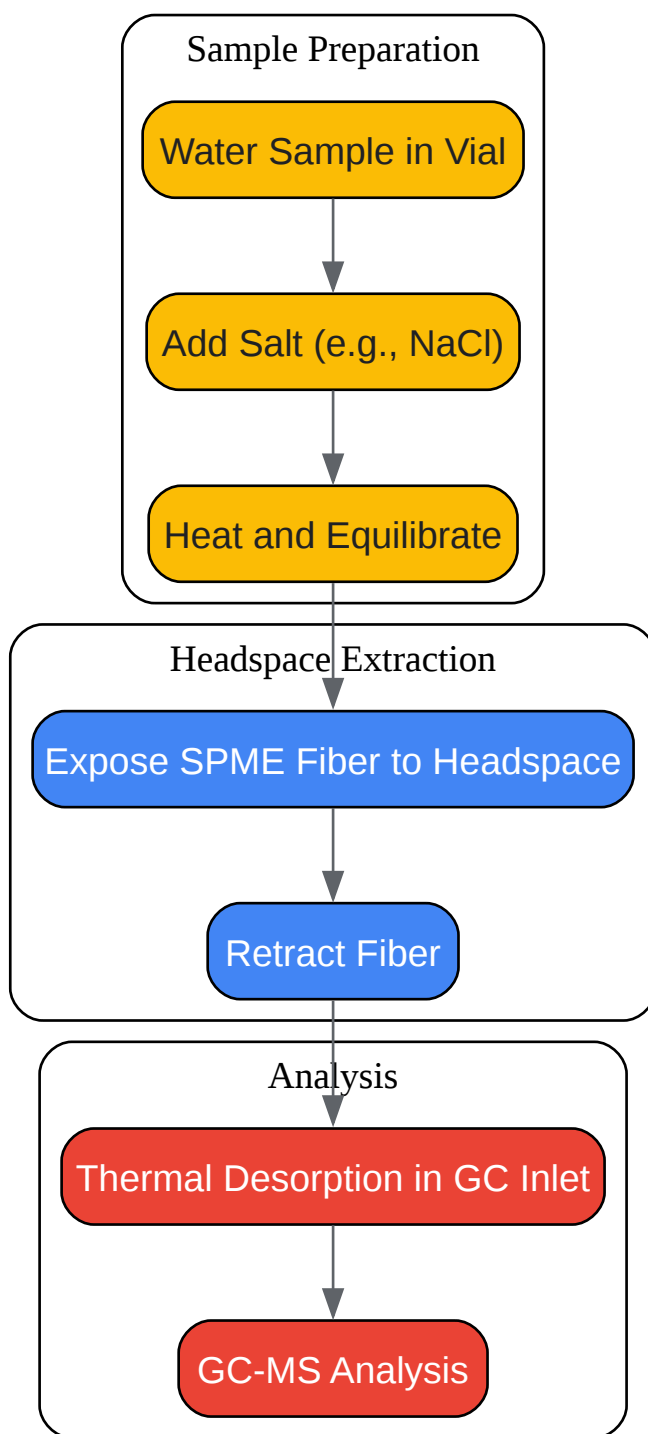 Sample Preparation
Water Sample in Vial
Add Salt (e.g., NaCl)
Heat and Equilibrate
Headspace Extraction
Expose SPME Fiber to Headspace
Retract Fiber
Analysis
Thermal Desorption in GC Inlet
GC-MS Analysis